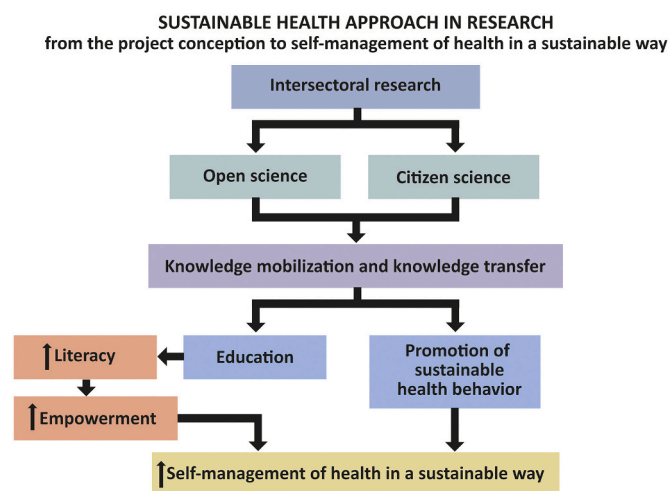 SUSTAINABLE HEALTH APPROACH IN RESEARCH
from the project conception to self-management of health in a sustainable way
Intersectoral research
Open science
Citizen science
Knowledge mobilization and knowledge transfer
Literacy
Education
Promotion of
sustainable
health behavior
Empowerment
Self-management of health in a sustainable way